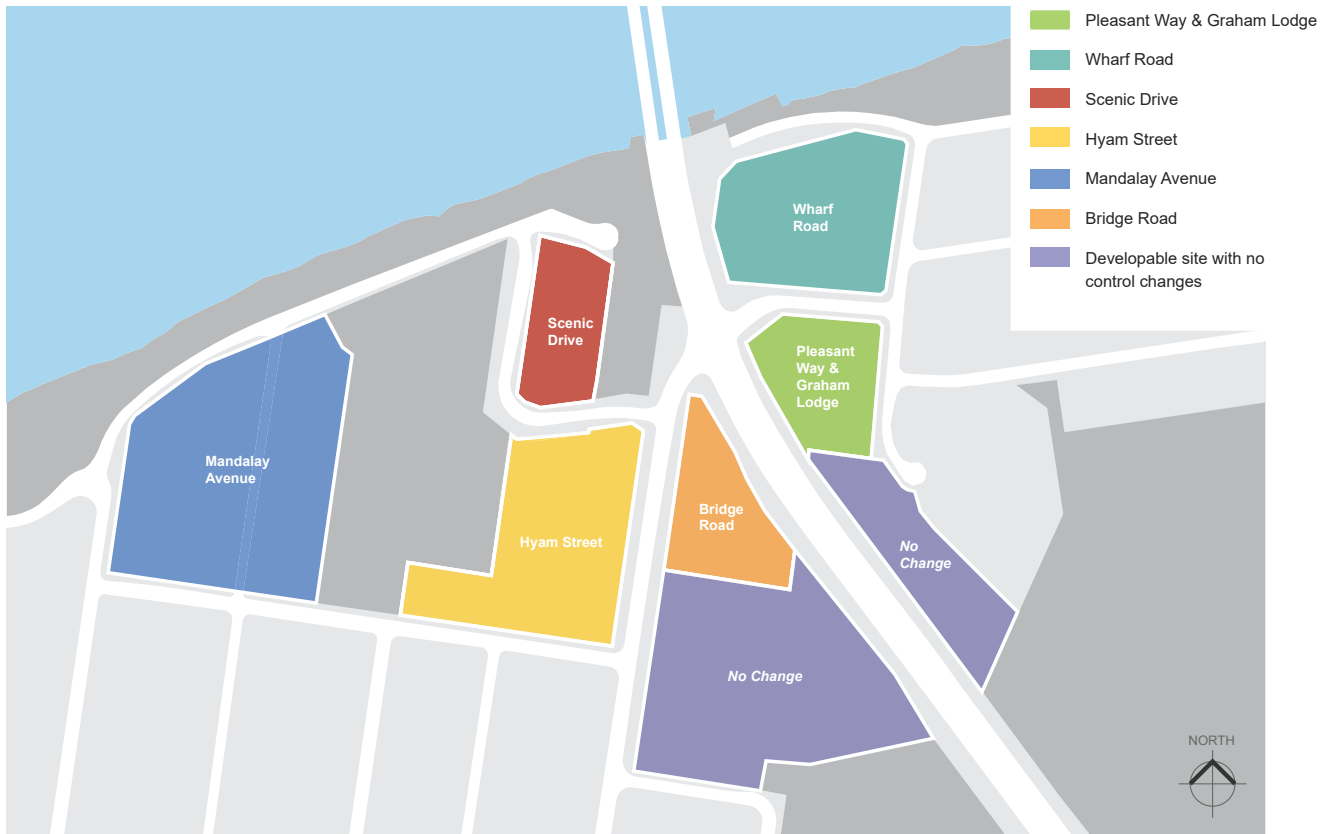 Pleasant Way & Graham Lodge
Wharf Road
Scenic Drive
Hyam Street
Mandalay Avenue
Bridge Road
Developable site with no
control changes
Wharf
Road
Scenic
Drive
Pleasant
Way &
Graham
Lodge
Mandalay
Avenue
Bridge
Road
Hyam Street
No
Change
No Change
NORTH